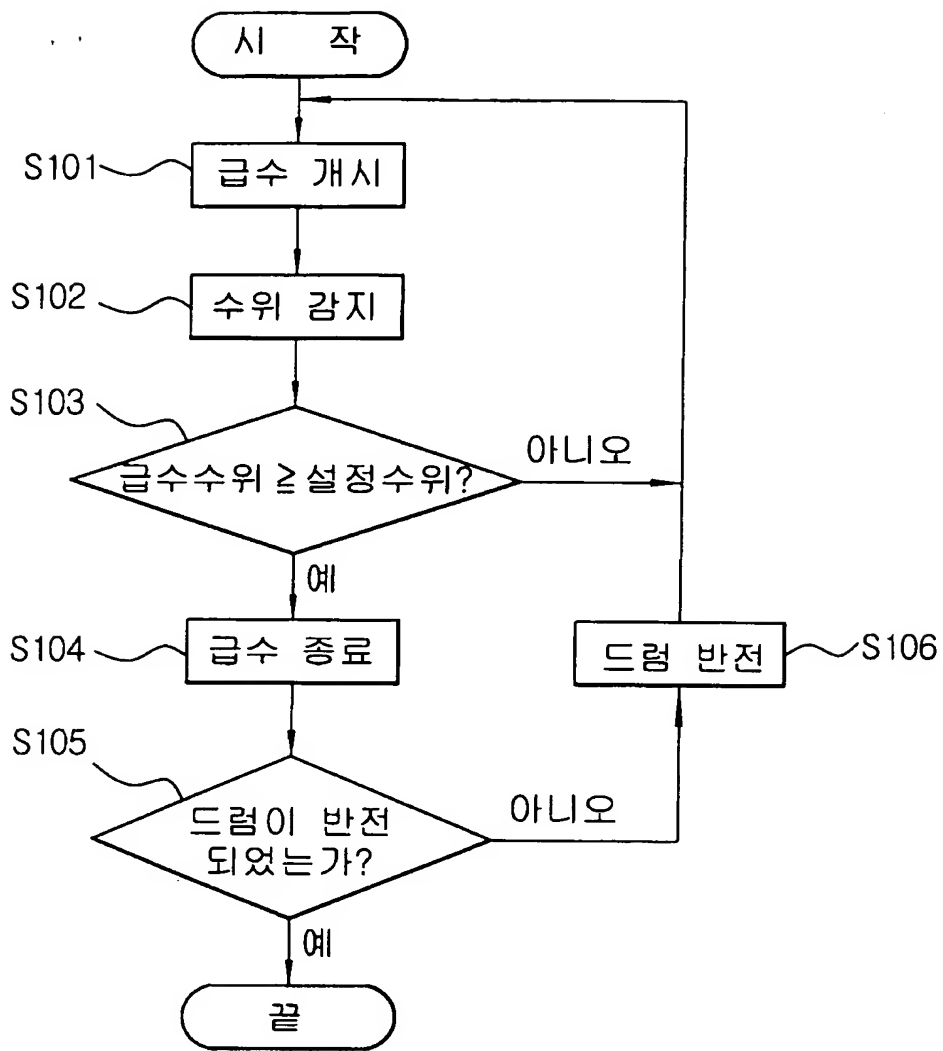 시 작
S101
급수 개시
S102
수위 감지
S103
급수수위 ≧ 설정수위?
아니오
예
S104
급수 종료
드럼 반전
S106
S105
드럼이 반전
되었는가?
아니오
예
끝